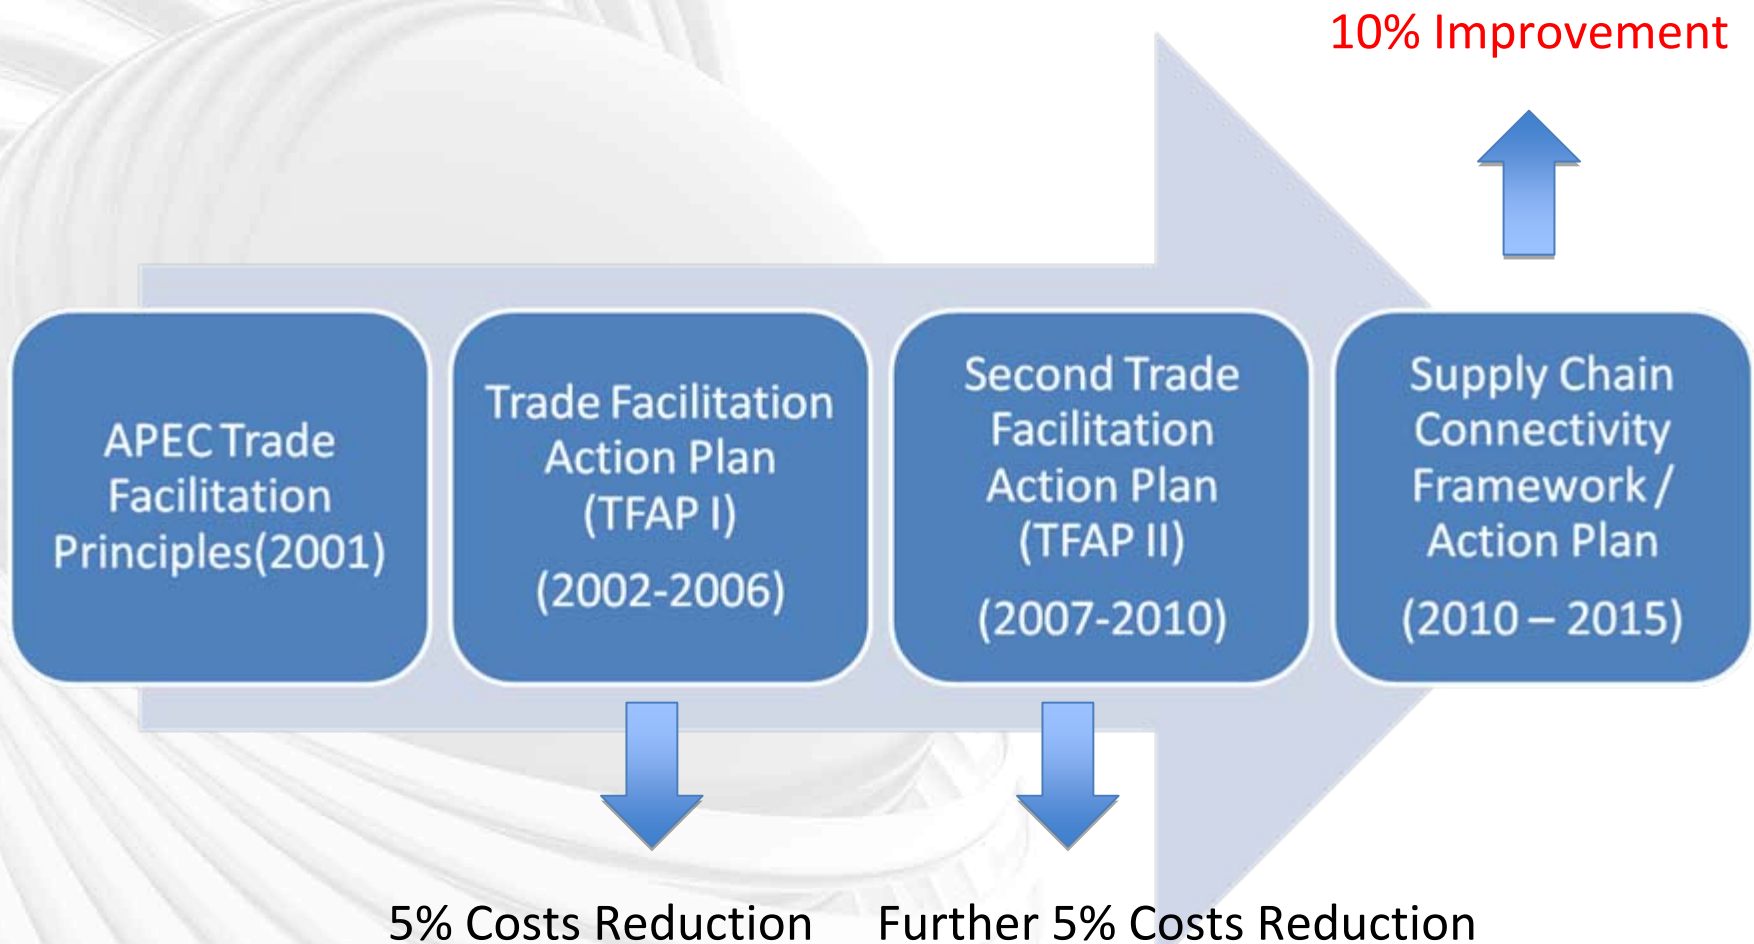 10% Improvement
APEC Trade
Facilitation
Principles(2001)
Trade Facilitation
Action Plan
(TFAP I)
(2002-2006)
Second Trade
Facilitation
Action Plan
(TFAP II)
(2007-2010)
Supply Chain
Connectivity
Framework /
Action Plan
(2010 – 2015)
5% Costs Reduction
Further 5% Costs Reduction